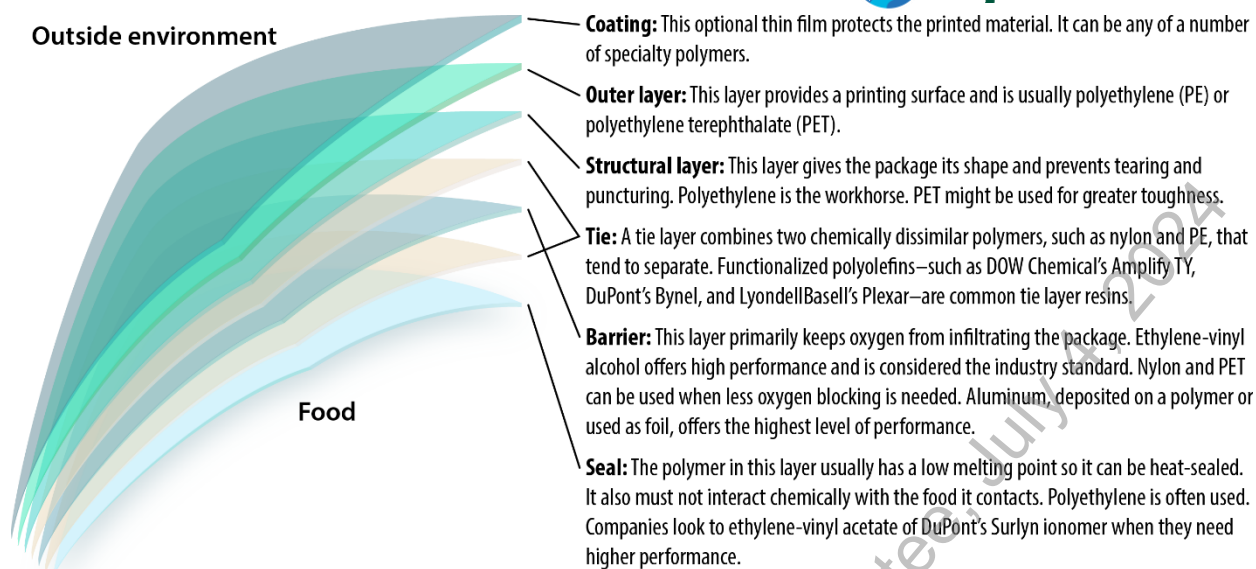 Outside environment
Coating: This optional thin film protects the printed material. It can be any of a number
of specialty polymers.
Outer layer: This layer provides a printing surface and is usually polyethylene (PE) or
polyethylene terephthalate (PET).
Structural layer: This layer gives the package its shape and prevents tearing and
puncturing. Polyethylene is the workhorse. PET might be used for greater toughness.
Tie: A tie layer combines two chemically dissimilar polymers, such as nylon and PE, that
tend to separate. Functionalized polyolefins–such as DOW Chemical's Amplify TY,
DuPont's Bynel, and LyondellBasell's Plexar–are common tie layer resins.
Barrier: This layer primarily keeps oxygen from infiltrating the package. Ethylene-vinyl
alcohol offers high performance and is considered the industry standard. Nylon and PET
can be used when less oxygen blocking is needed. Aluminum, deposited on a polymer or
used as foil, offers the highest level of performance.
Food
Seal: The polymer in this layer usually has a low melting point so it can be heat-sealed.
It also must not interact chemically with the food it contacts. Polyethylene is often used.
Companies look to ethylene-vinyl acetate of DuPont's Surlyn ionomer when they need
higher performance.
tee, July 4, 2024